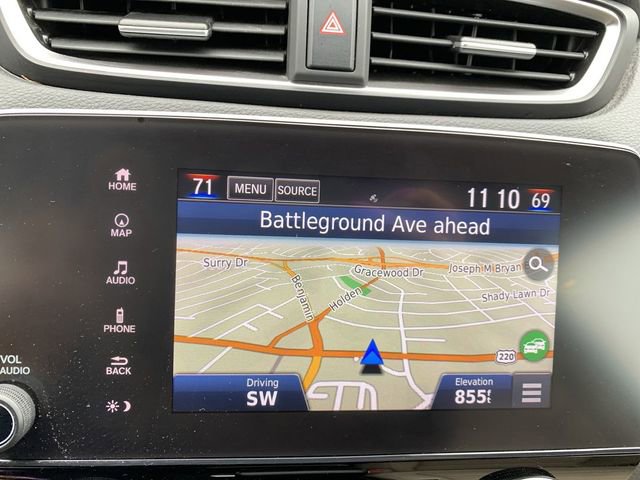 71 MENU SOURCE 11 10 69
HOME
MAP
AUDIO
PHONE
BACK
VOL
AUDIO
Battleground Ave ahead
Surry Dr
Gracewood Dr
Joseph M Bryan
Benjamin
Holden
Shady Lawn Dr
220
Driving
SW
Elevation
855ft